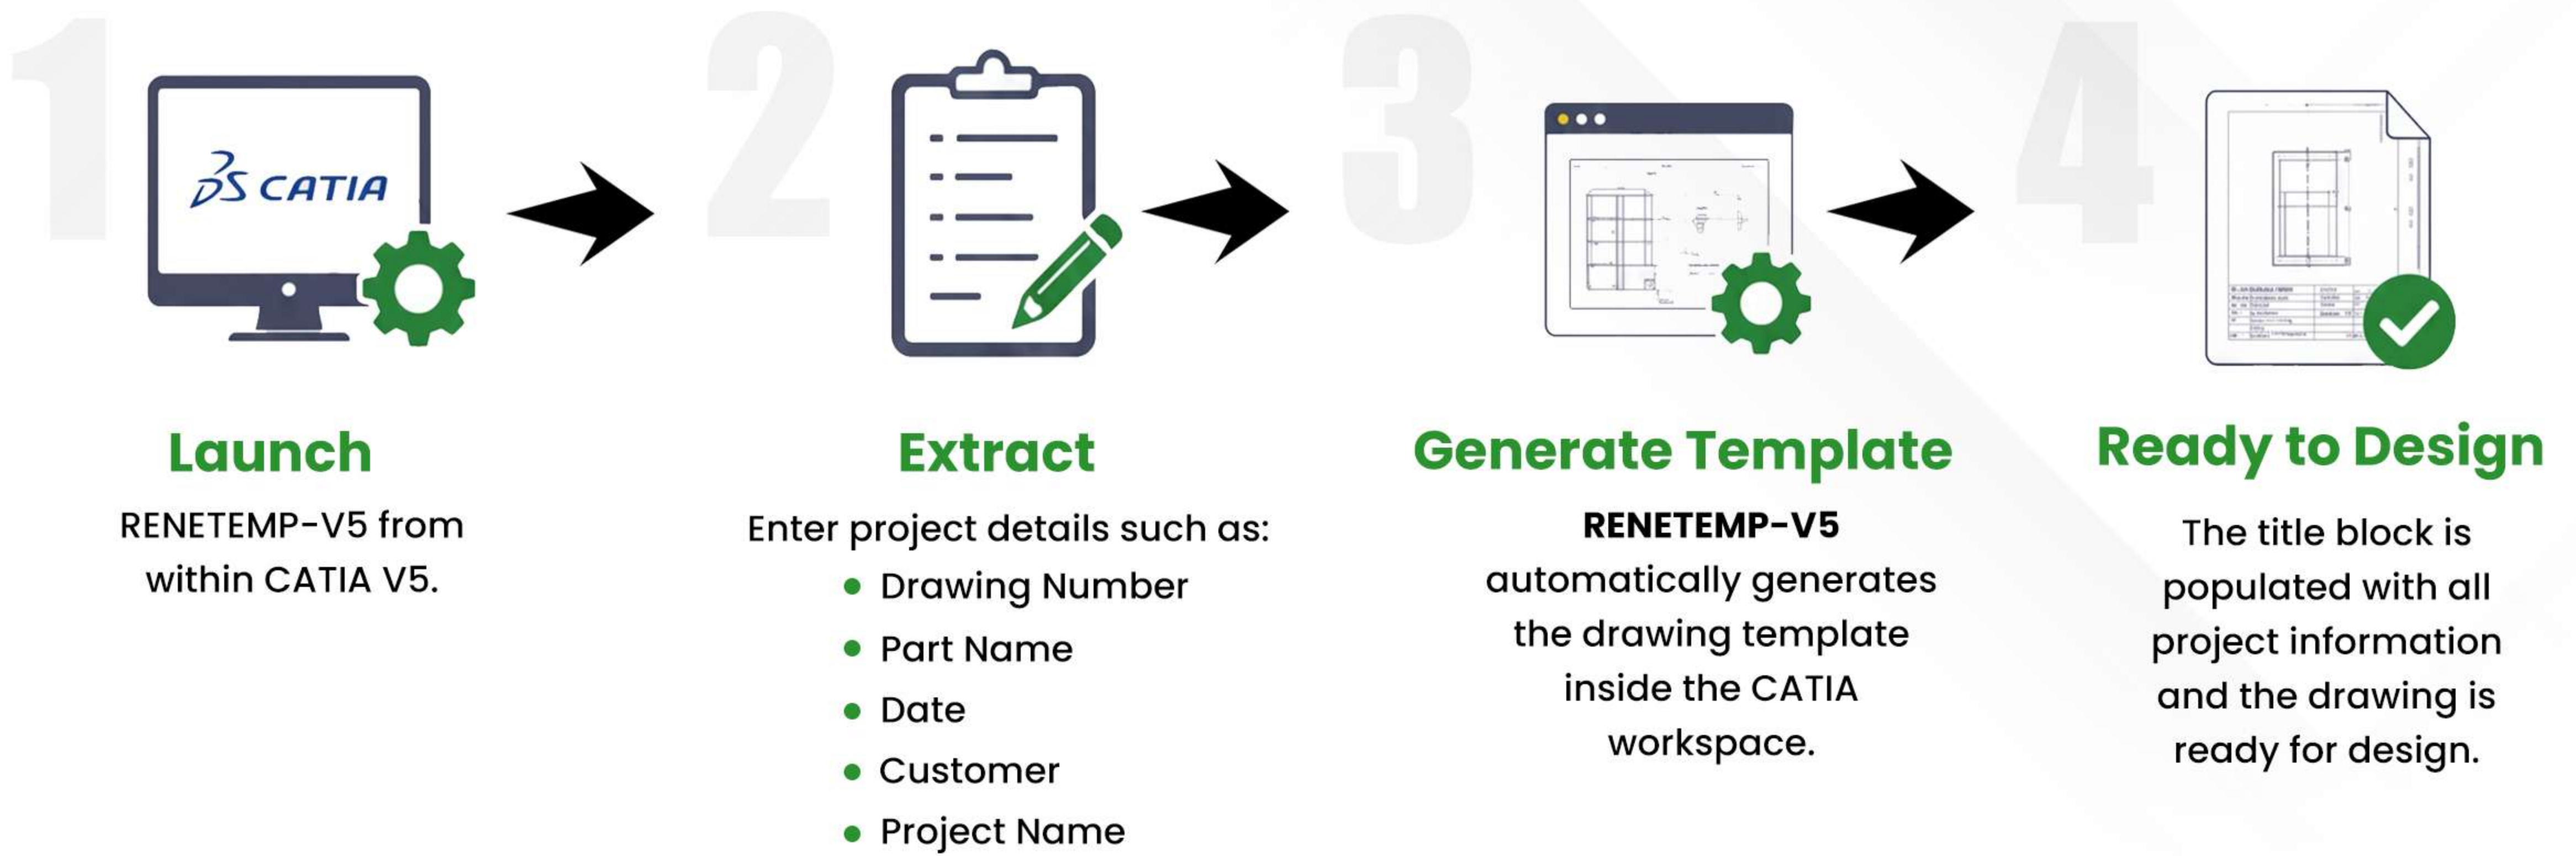 1
DS CATIA
Launch
RENETEMP-V5 from
within CATIA V5.
2
Extract
Enter project details such as:
• Drawing Number
• Part Name
• Date
• Customer
• Project Name
3
Generate Template
RENETEMP-V5
automatically generates
the drawing template
inside the CATIA
workspace.
4
Ready to Design
The title block is
populated with all
project information
and the drawing is
ready for design.